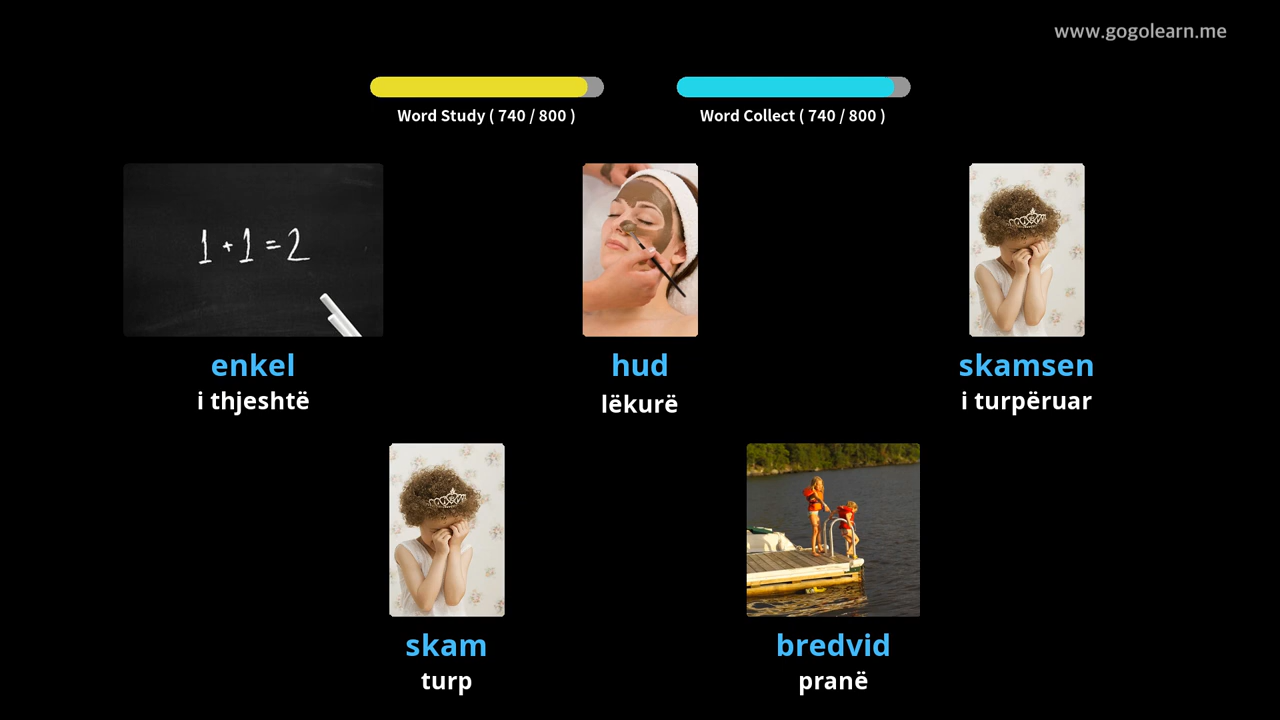 www.gogolearn.me
Word Study ( 740 / 800 )
Word Collect ( 740 / 800 )
1 + 1 = 2
enkel
i thjeshtë
hud
lëkurë
skamsen
i turpëruar
skam
turp
bredvid
pranë